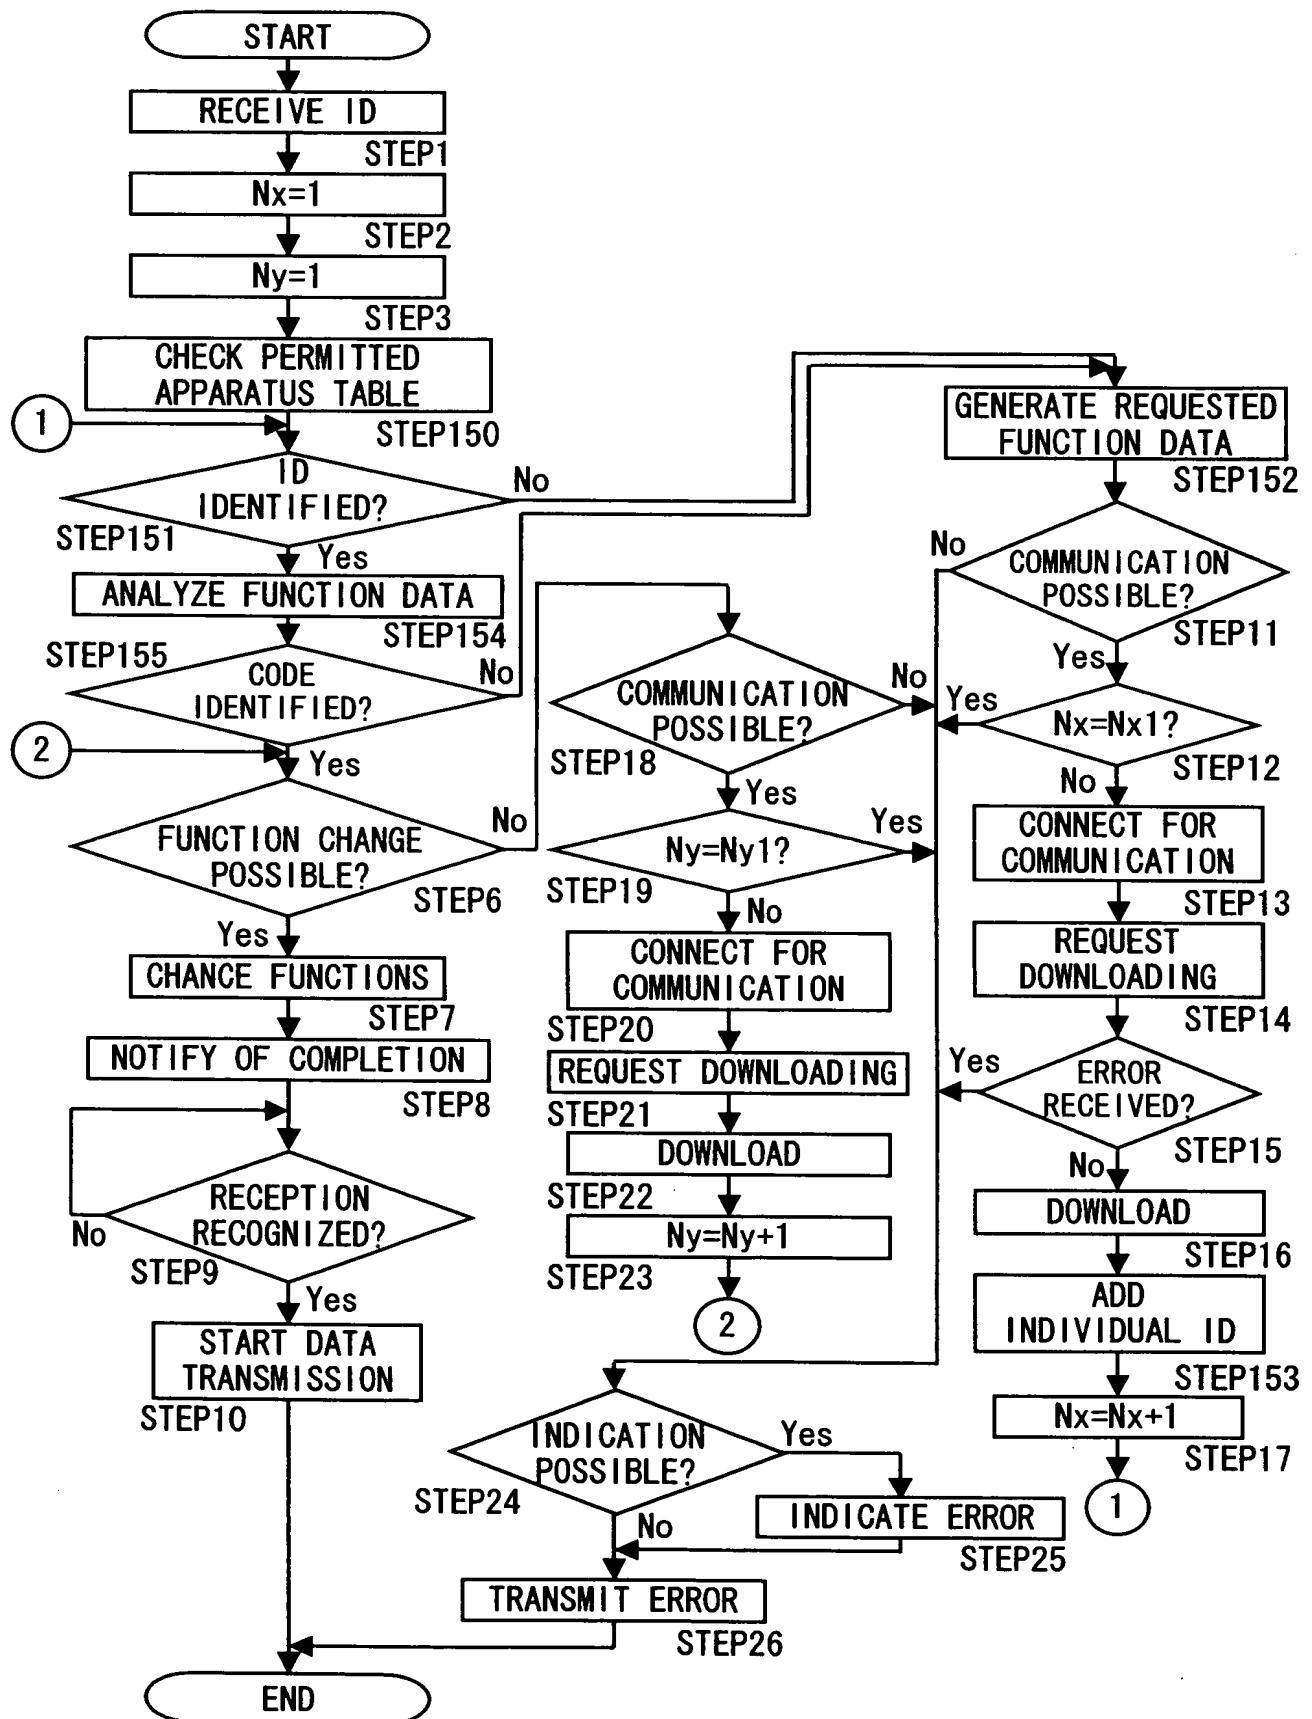 START
RECEIVE ID
STEP1
Nx=1
STEP2
Ny=1
STEP3
CHECK PERMITTED
APPARATUS TABLE
STEP150
1
ID
IDENTIFIED?
No
STEP151
Yes
ANALYZE FUNCTION DATA
STEP154
STEP155
CODE
IDENTIFIED?
No
2
Yes
FUNCTION CHANGE
POSSIBLE?
No
STEP6
Yes
CHANCE FUNCTIONS
STEP7
NOTIFY OF COMPLETION
STEP8
RECEPTION
RECOGNIZED?
No
STEP9
Yes
START DATA
TRANSMISSION
STEP10
END
COMMUNICATION
POSSIBLE?
No
STEP18
Yes
Ny=Ny1?
Yes
STEP19
No
CONNECT FOR
COMMUNICATION
STEP20
REQUEST DOWNLOADING
STEP21
DOWNLOAD
STEP22
Ny=Ny+1
STEP23
2
GENERATE REQUESTED
FUNCTION DATA
STEP152
No
COMMUNICATION
POSSIBLE?
STEP11
Yes
Yes
Nx=Nx1?
STEP12
No
CONNECT FOR
COMMUNICATION
STEP13
REQUEST
DOWNLOADING
STEP14
Yes
ERROR
RECEIVED?
STEP15
No
DOWNLOAD
STEP16
ADD
INDIVIDUAL ID
STEP153
Nx=Nx+1
STEP17
1
INDICATION
POSSIBLE?
Yes
STEP24
No
INDICATE ERROR
STEP25
TRANSMIT ERROR
STEP26